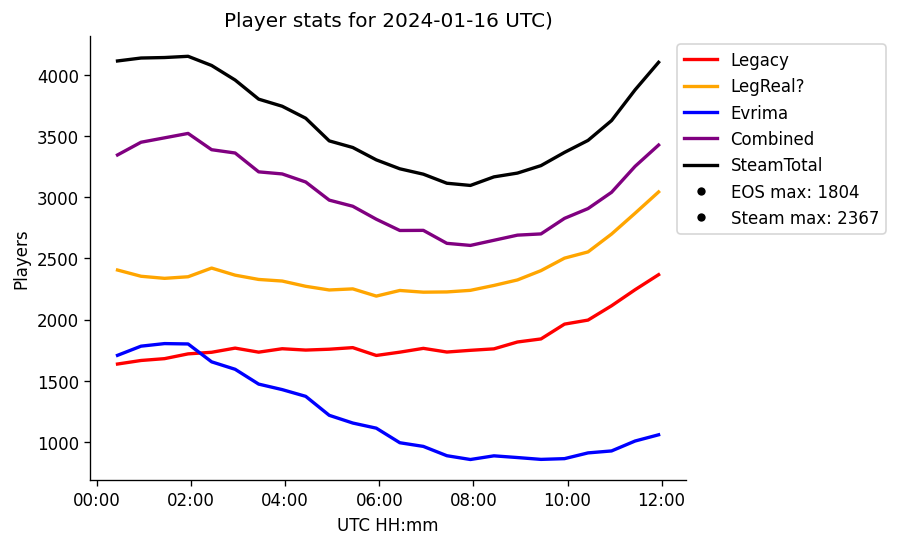 Player stats for 2024-01-16 UTC)
Legacy
LegReal?
Evrima
Combined
SteamTotal
EOS max: 1804
Steam max: 2367
Players
4000
3500
3000
2500
2000
1500
1000
00:00 02:00 04:00 06:00 08:00 10:00 12:00
UTC HH:mm